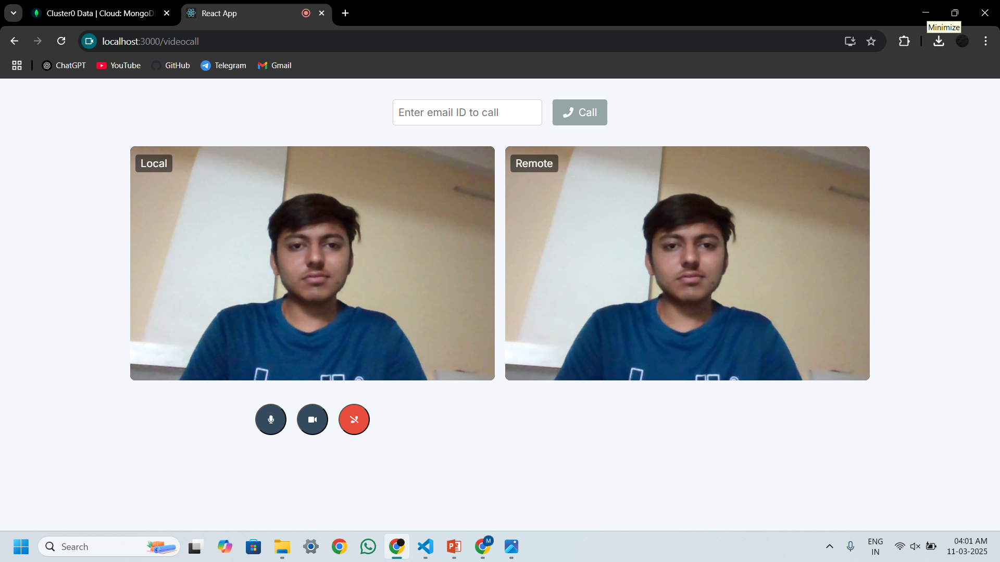 Cluster0 Data | Cloud: MongoD
React App
Minimize
localhost:3000/videocall
ChatGPT
YouTube
GitHub
Telegram
Gmail
Enter email ID to call
Call
Local
Remote
Search
M
P
ENG
IN
04:01 AM
11-03-2025